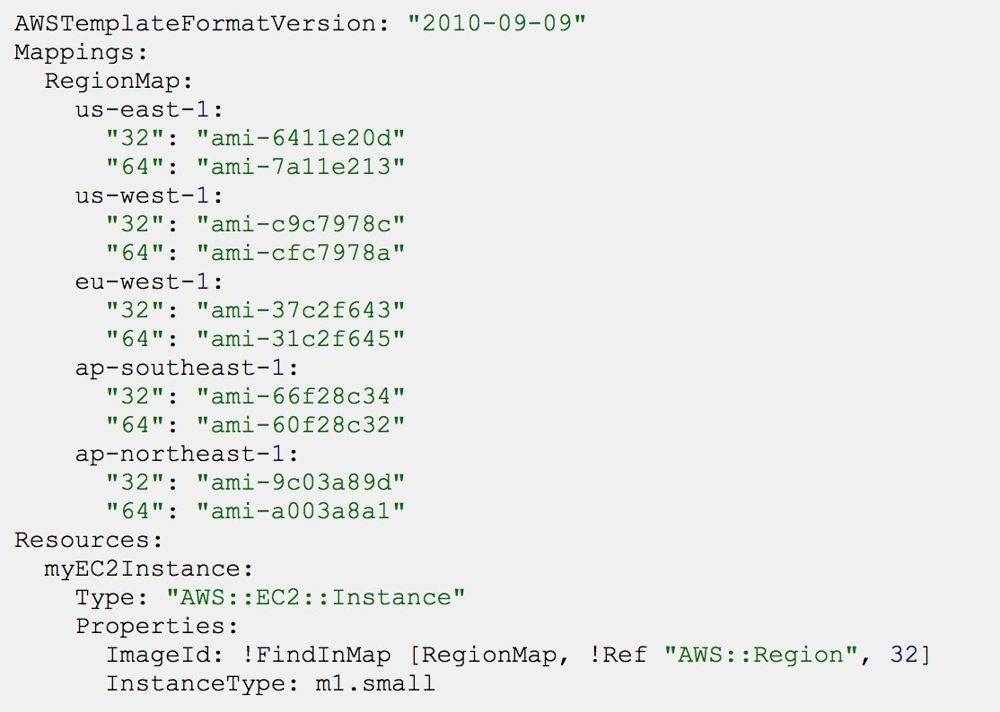 AWSTemplateFormatVersion: "2010-09-09"
Mappings:
  RegionMap:
    us-east-1:
      "32": "ami-6411e20d"
      "64": "ami-7a11e213"
    us-west-1:
      "32": "ami-c9c7978c"
      "64": "ami-cfc7978a"
    eu-west-1:
      "32": "ami-37c2f643"
      "64": "ami-31c2f645"
    ap-southeast-1:
      "32": "ami-66f28c34"
      "64": "ami-60f28c32"
    ap-northeast-1:
      "32": "ami-9c03a89d"
      "64": "ami-a003a8a1"
Resources:
  myEC2Instance:
    Type: "AWS::EC2::Instance"
    Properties:
      ImageId: !FindInMap [RegionMap, !Ref "AWS::Region", 32]
      InstanceType: m1.small